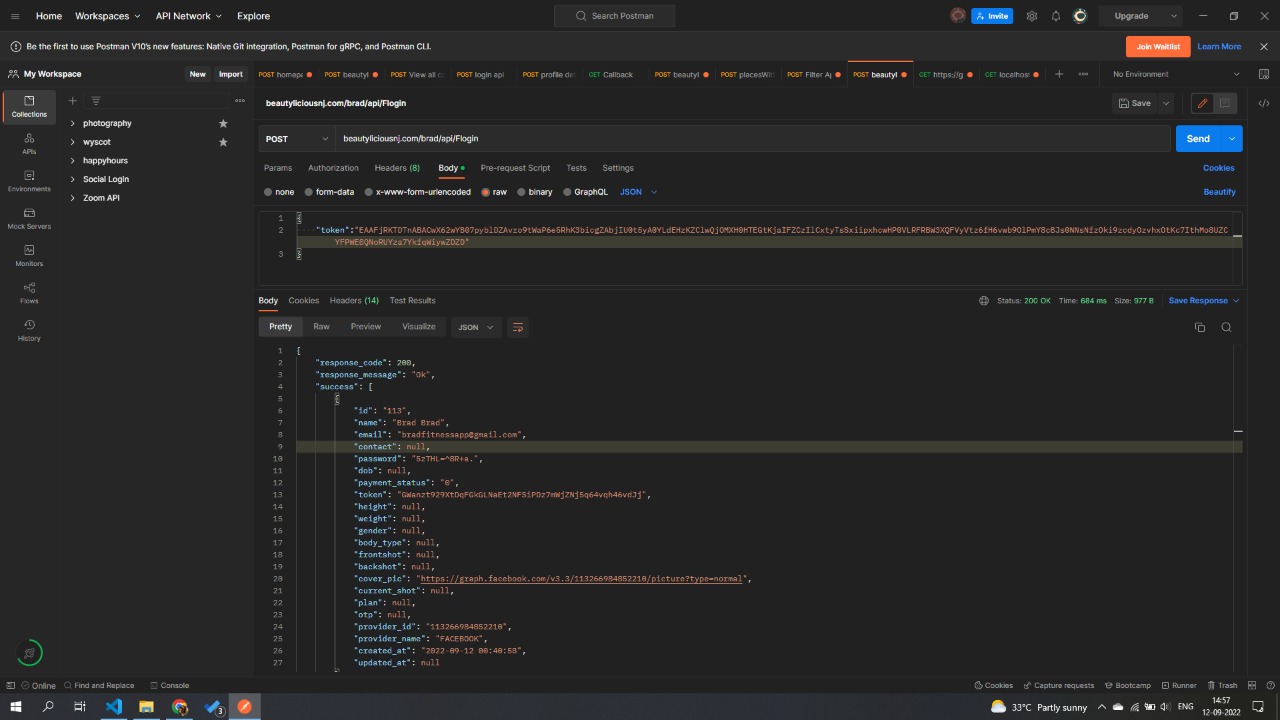 Home Workspaces API Network Explore Search Postman Invite Upgrade
Be the first to use Postman V10's new features: Native Git integration, Postman for gRPC, and Postman CLI. Join Waitlist Learn More
My Workspace New Import POST homepa POST beautyl POST View all co POST login api POST profile det GET Callback POST beautyl POST placesWit POST Filter Ap POST beautyl GET https://g GET localhost No Environment
Collections
APIs
Environments
Mock Servers
Monitors
Flows
History
photography
wyscot
happyhours
Social Login
Zoom API
beautyliciousnj.com/brad/api/Flogin Save
POST beautyliciousnj.com/brad/api/Flogin Send
Params Authorization Headers (8) Body Pre-request Script Tests Settings Cookies
none form-data x-www-form-urlencoded raw binary GraphQL JSON Beautify
1 {
2 "token":
3 }
Body Cookies Headers (14) Test Results Status: 200 OK Time: 684 ms Size: 977 B Save Response
Pretty Raw Preview Visualize JSON
1 {
2 "response_code": 200,
3 "response_message": "Ok",
4 "success": [
5 {
6 "id": "113",
7 "name": "Brad Brad",
8 "email": "bradfitnessapp@gmail.com",
9 "contact": null,
10 "password": "5zTHL=^8R+a.",
11 "dob": null,
12 "payment_status": "0",
13 "token":
14 "height": null,
15 "weight": null,
16 "gender": null,
17 "body_type": null,
18 "frontshot": null,
19 "backshot": null,
20 "cover_pic": "https://graph.facebook.com/v3.3/113266984852210/picture?type=normal",
21 "current_shot": null,
22 "plan": null,
23 "otp": null,
24 "provider_id": "113266984852210",
25 "provider_name": "FACEBOOK",
26 "created_at": "2022-09-12 00:40:58",
27 "updated_at": null
Online Find and Replace Console Cookies Capture requests Bootcamp Runner Trash
3 33°C Partly sunny ENG 14:57
12-09-2022